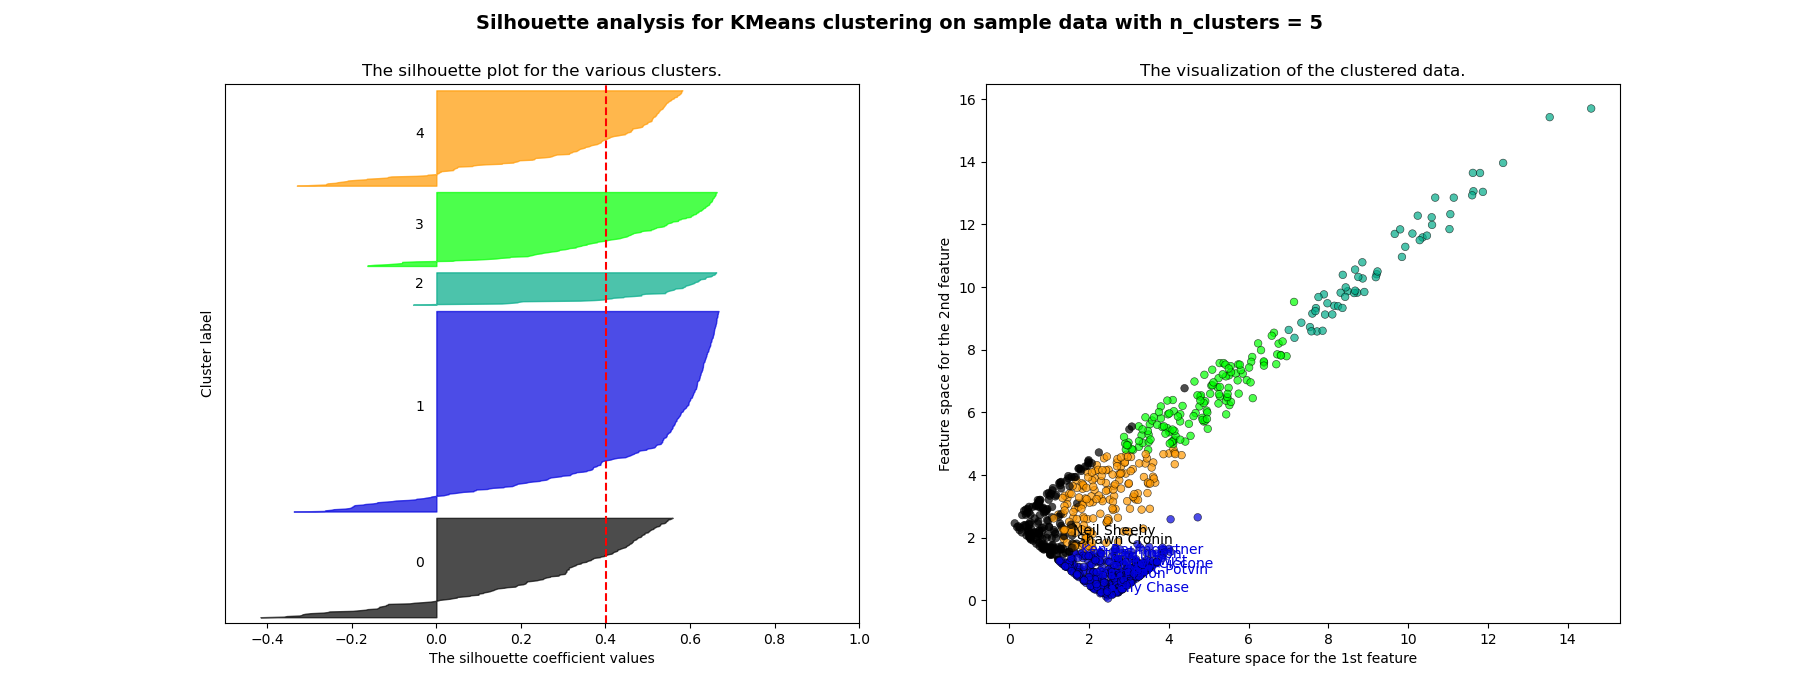 Silhouette analysis for KMeans clustering on sample data with n_clusters = 5
The silhouette plot for the various clusters.
4
3
2
1
0
Cluster label
−0.4 −0.2 0.0 0.2 0.4 0.6 0.8 1.0
The silhouette coefficient values
The visualization of the clustered data.
16
14
12
10
8
6
4
2
0
Feature space for the 2nd feature
Neil Sheehy
Shawn Cronin
Potvin
Chase
0 2 4 6 8 10 12 14
Feature space for the 1st feature